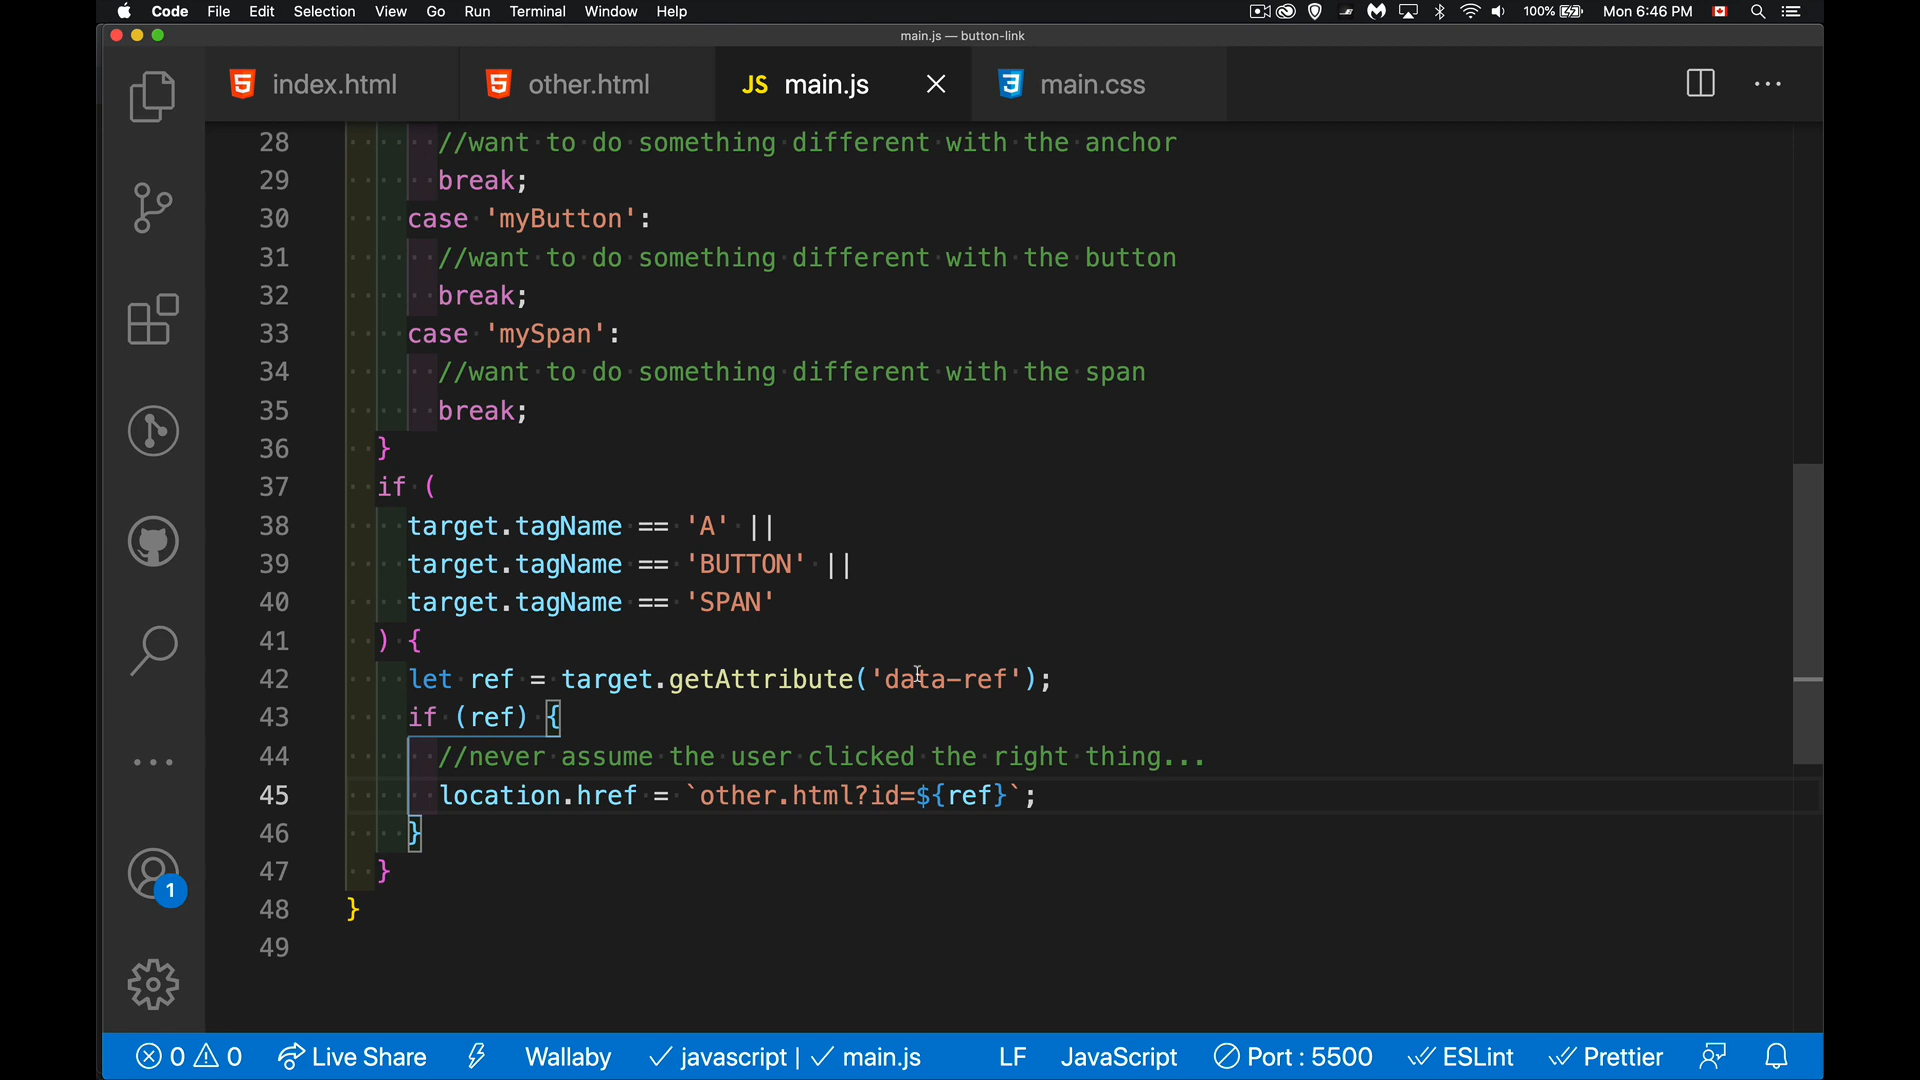 Code File Edit Selection View Go Run Terminal Window Help 100% Mon 6:46 PM
main.js — button-link
index.html other.html JS main.js main.css
28 //want to do something different with the anchor
29 break;
30 case 'myButton':
31 //want to do something different with the button
32 break;
33 case 'mySpan':
34 //want to do something different with the span
35 break;
36 }
37 if (
38 target.tagName == 'A' ||
39 target.tagName == 'BUTTON' ||
40 target.tagName == 'SPAN'
41 ) {
42 let ref = target.getAttribute('data-ref');
43 if (ref) {
44 //never assume the user clicked the right thing...
45 location.href = `other.html?id=${ref}`;
46 }
47 }
48 }
49
1
0 0 Live Share Wallaby javascript | main.js LF JavaScript Port : 5500 ESLint Prettier